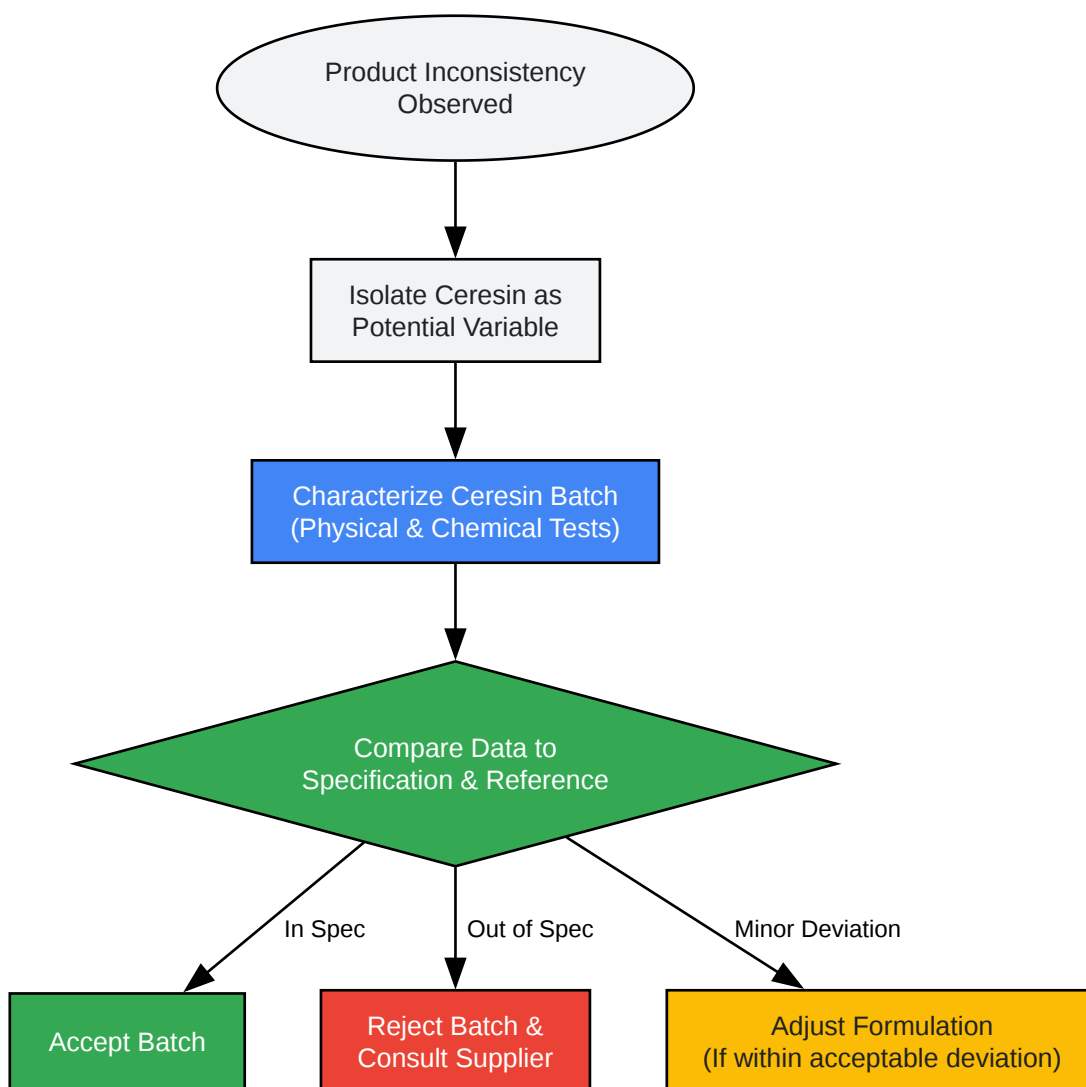 Product Inconsistency
Observed
Isolate Ceresin as
Potential Variable
Characterize Ceresin Batch
(Physical & Chemical Tests)
Compare Data to
Specification & Reference
In Spec
Out of Spec
Minor Deviation
Accept Batch
Reject Batch &
Consult Supplier
Adjust Formulation
(If within acceptable deviation)